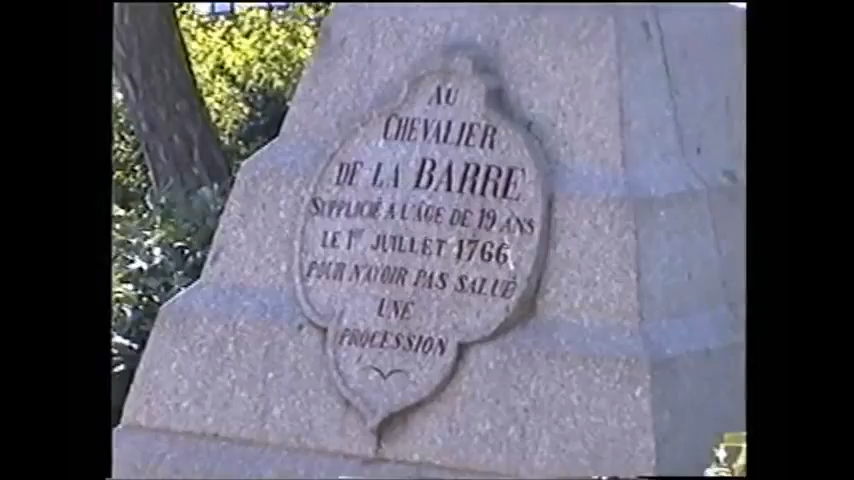 AU
CHEVALIER
DE LA BARRE
SUPPLICIÉ A L'ÂGE DE 19 ANS
LE 1ER JUILLET 1766
POUR N'AVOIR PAS SALUÉ
UNE
PROCESSION